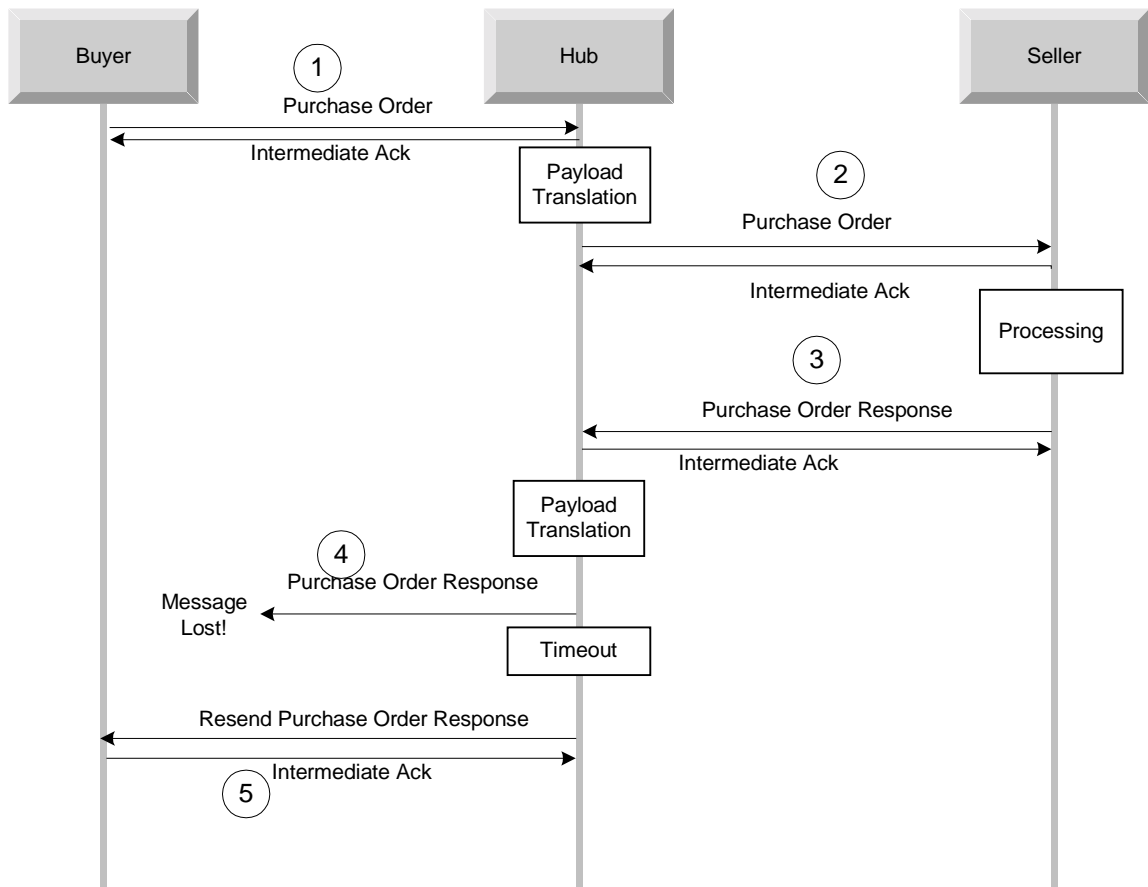 Buyer
Hub
Seller
1
Purchase Order
Intermediate Ack
Payload
Translation
2
Purchase Order
Intermediate Ack
Processing
3
Purchase Order Response
Intermediate Ack
Payload
Translation
4
Purchase Order Response
Message
Lost!
Timeout
Resend Purchase Order Response
Intermediate Ack
5